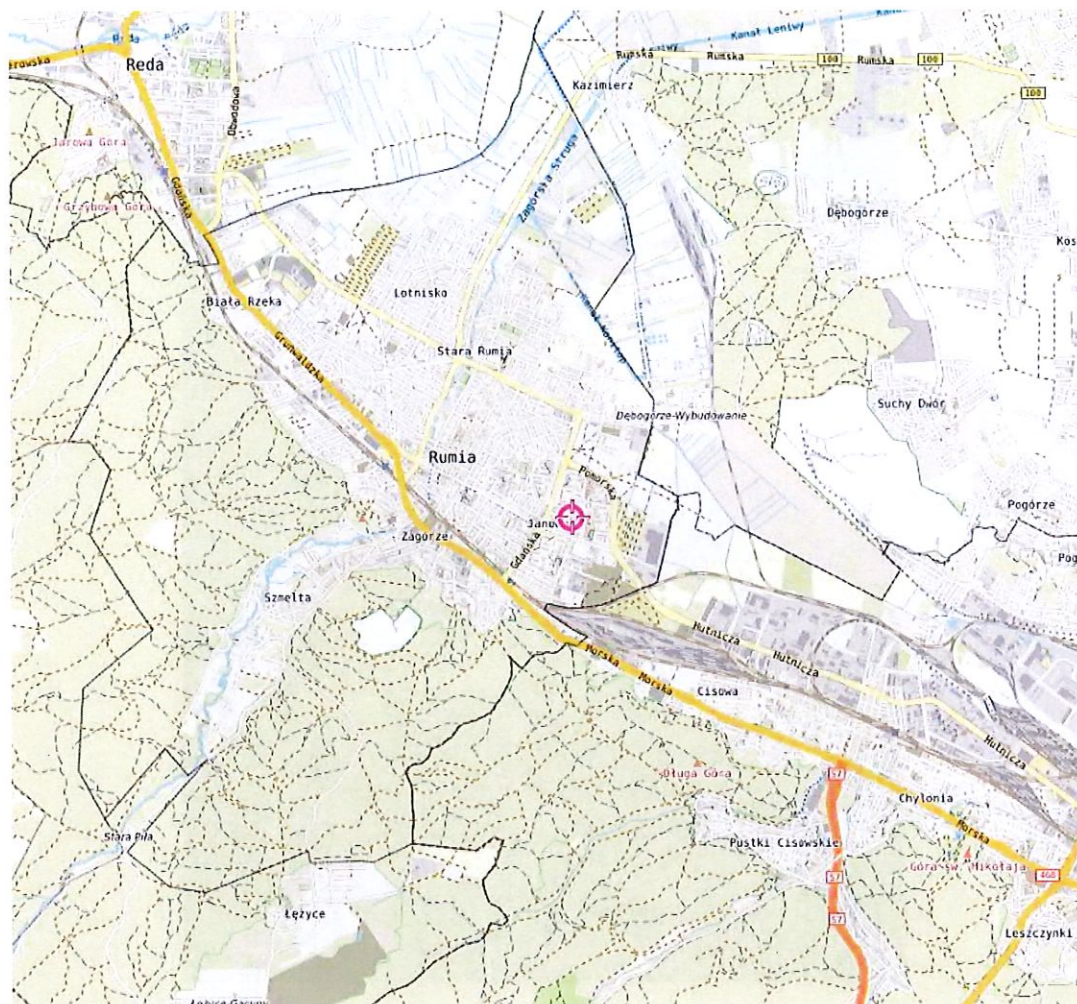 Reda
Reda
Kanał Leniwy
Rumska
Rumska
Rumska
100
100
100
Kazimierz
Obwodowa
Jarowa Góra
Gdańska
Grzybowa Góra
Zagórska Struga
Dębogórze
Lotnisko
Biała Rzeka
Grunwaldzka
Stara Rumia
Suchy Dwór
Dębogórze-Wybudowanie
Rumia
Pomorska
Pogórze
Zagórze
Gdańska
Szmelta
Hutnicza
Hutnicza
Morska
Morska
Cisowa
Hutnicza
Długa Góra
S7
Chylonia
Morska
Stara Piła
Pustki Cisowskie
Góra św. Mikołaja
S7
468
Łężyce
S7
Leszczynki